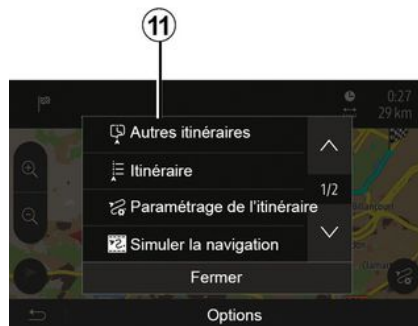 11
0:27
29 km
Autres itinéraires
Itinéraire
1/2
Paramétrage de l'itinéraire
Simuler la navigation
Fermer
Options